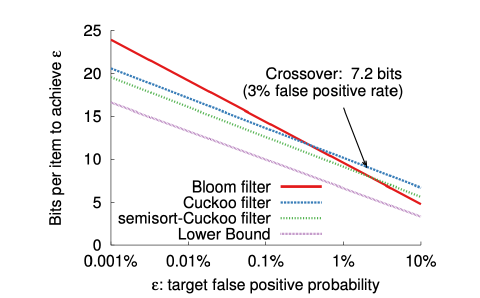 25
20
15
10
5
0
Bits per item to achieve ε
Crossover: 7.2 bits
(3% false positive rate)
Bloom filter
Cuckoo filter
semisort-Cuckoo filter
Lower Bound
0.001% 0.01% 0.1% 1% 10%
ε: target false positive probability